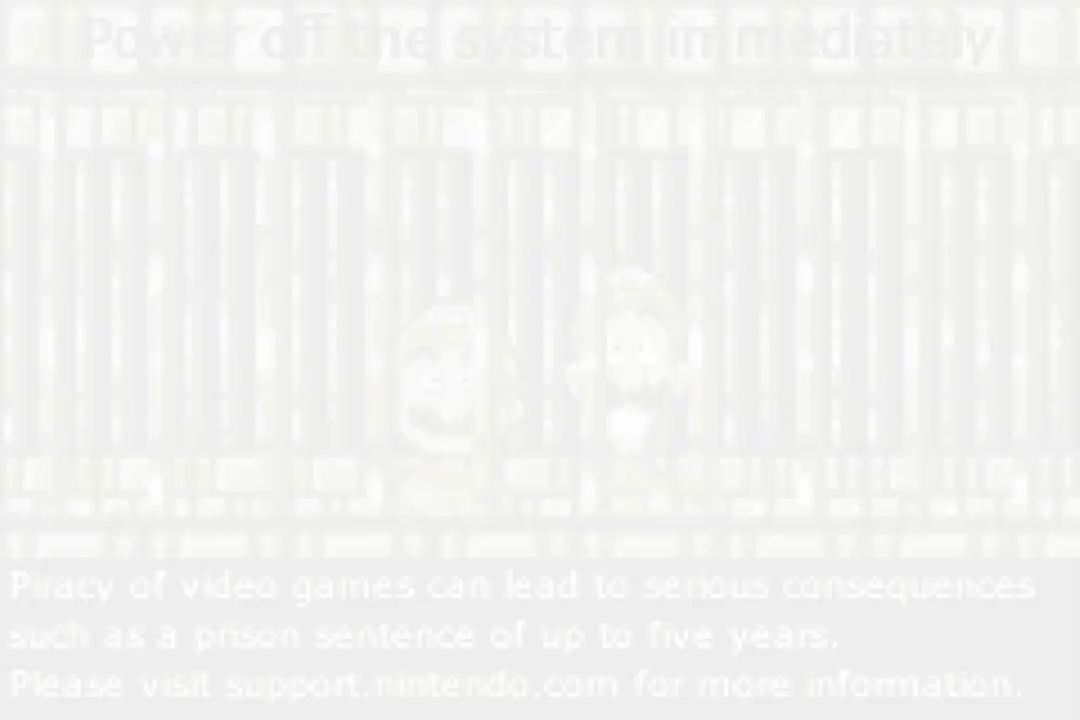 Power off the system immediately
Piracy of video games can lead to serious consequences
such as a prison sentence of up to five years.
Please visit support.nintendo.com for more information.